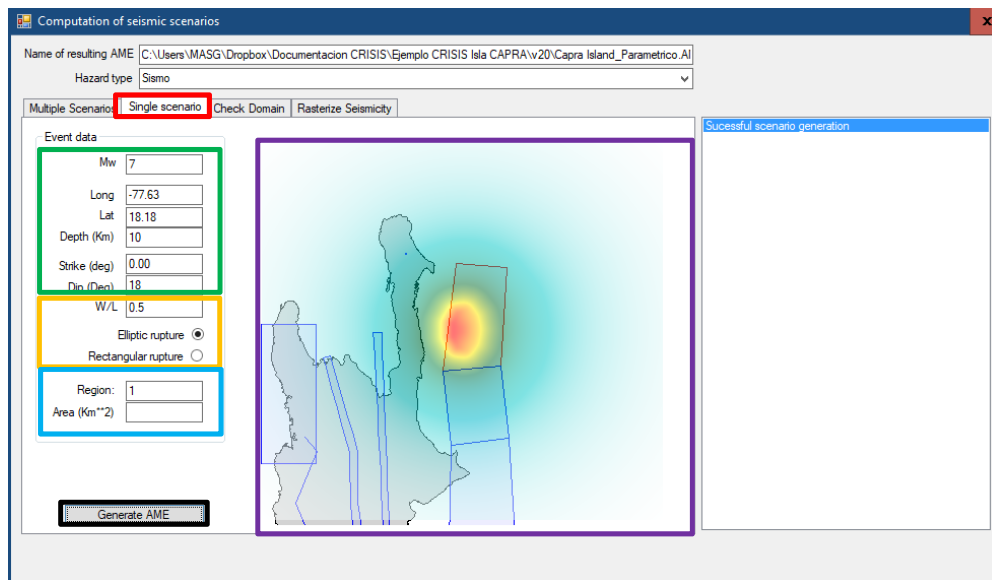 Computation of seismic scenarios
x
Name of resulting AME C:\Users\MASG\Dropbox\Documentacion CRISIS\Ejemplo CRISIS Isla CAPRA\v20\Capra Island_Parametrico.AI
Hazard type Sismo
Multiple Scenarios Single scenario Check Domain Rasterize Seismicity
Sucessful scenario generation
Event data
Mw 7
Long -77.63
Lat 18.18
Depth (Km) 10
Strike (deg) 0.00
Dip (Deg) 18
W/L 0.5
Elliptic rupture
Rectangular rupture
Region: 1
Area (Km**2)
Generate AME